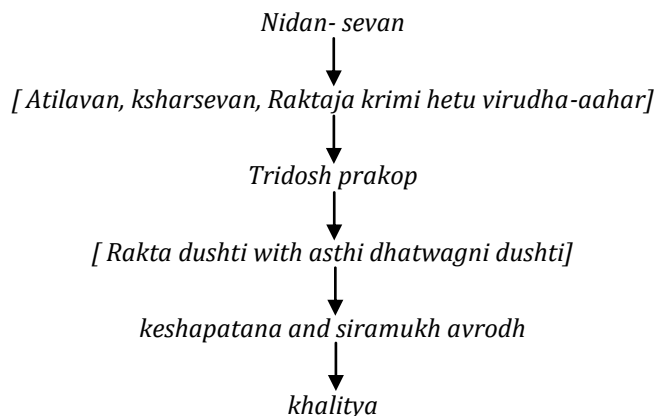 Nidan- sevan
[ Atilavan, ksharsevan, Raktaja krimi hetu virudha-aahar]
Tridosh prakop
[ Rakta dushti with asthi dhatwagni dushti]
keshapatana and siramukh avrodh
khalitya